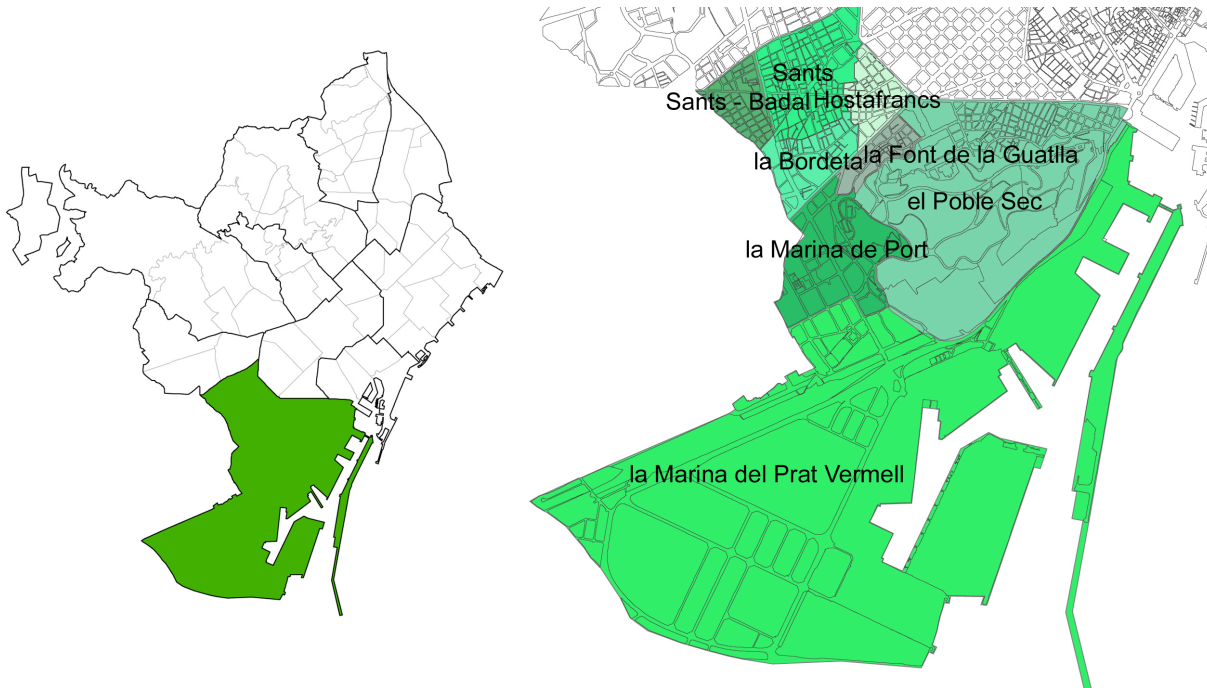 Sants
Sants - Badal
Hostafrancs
la Bordeta
la Font de la Guatlla
el Poble Sec
la Marina de Port
la Marina del Prat Vermell